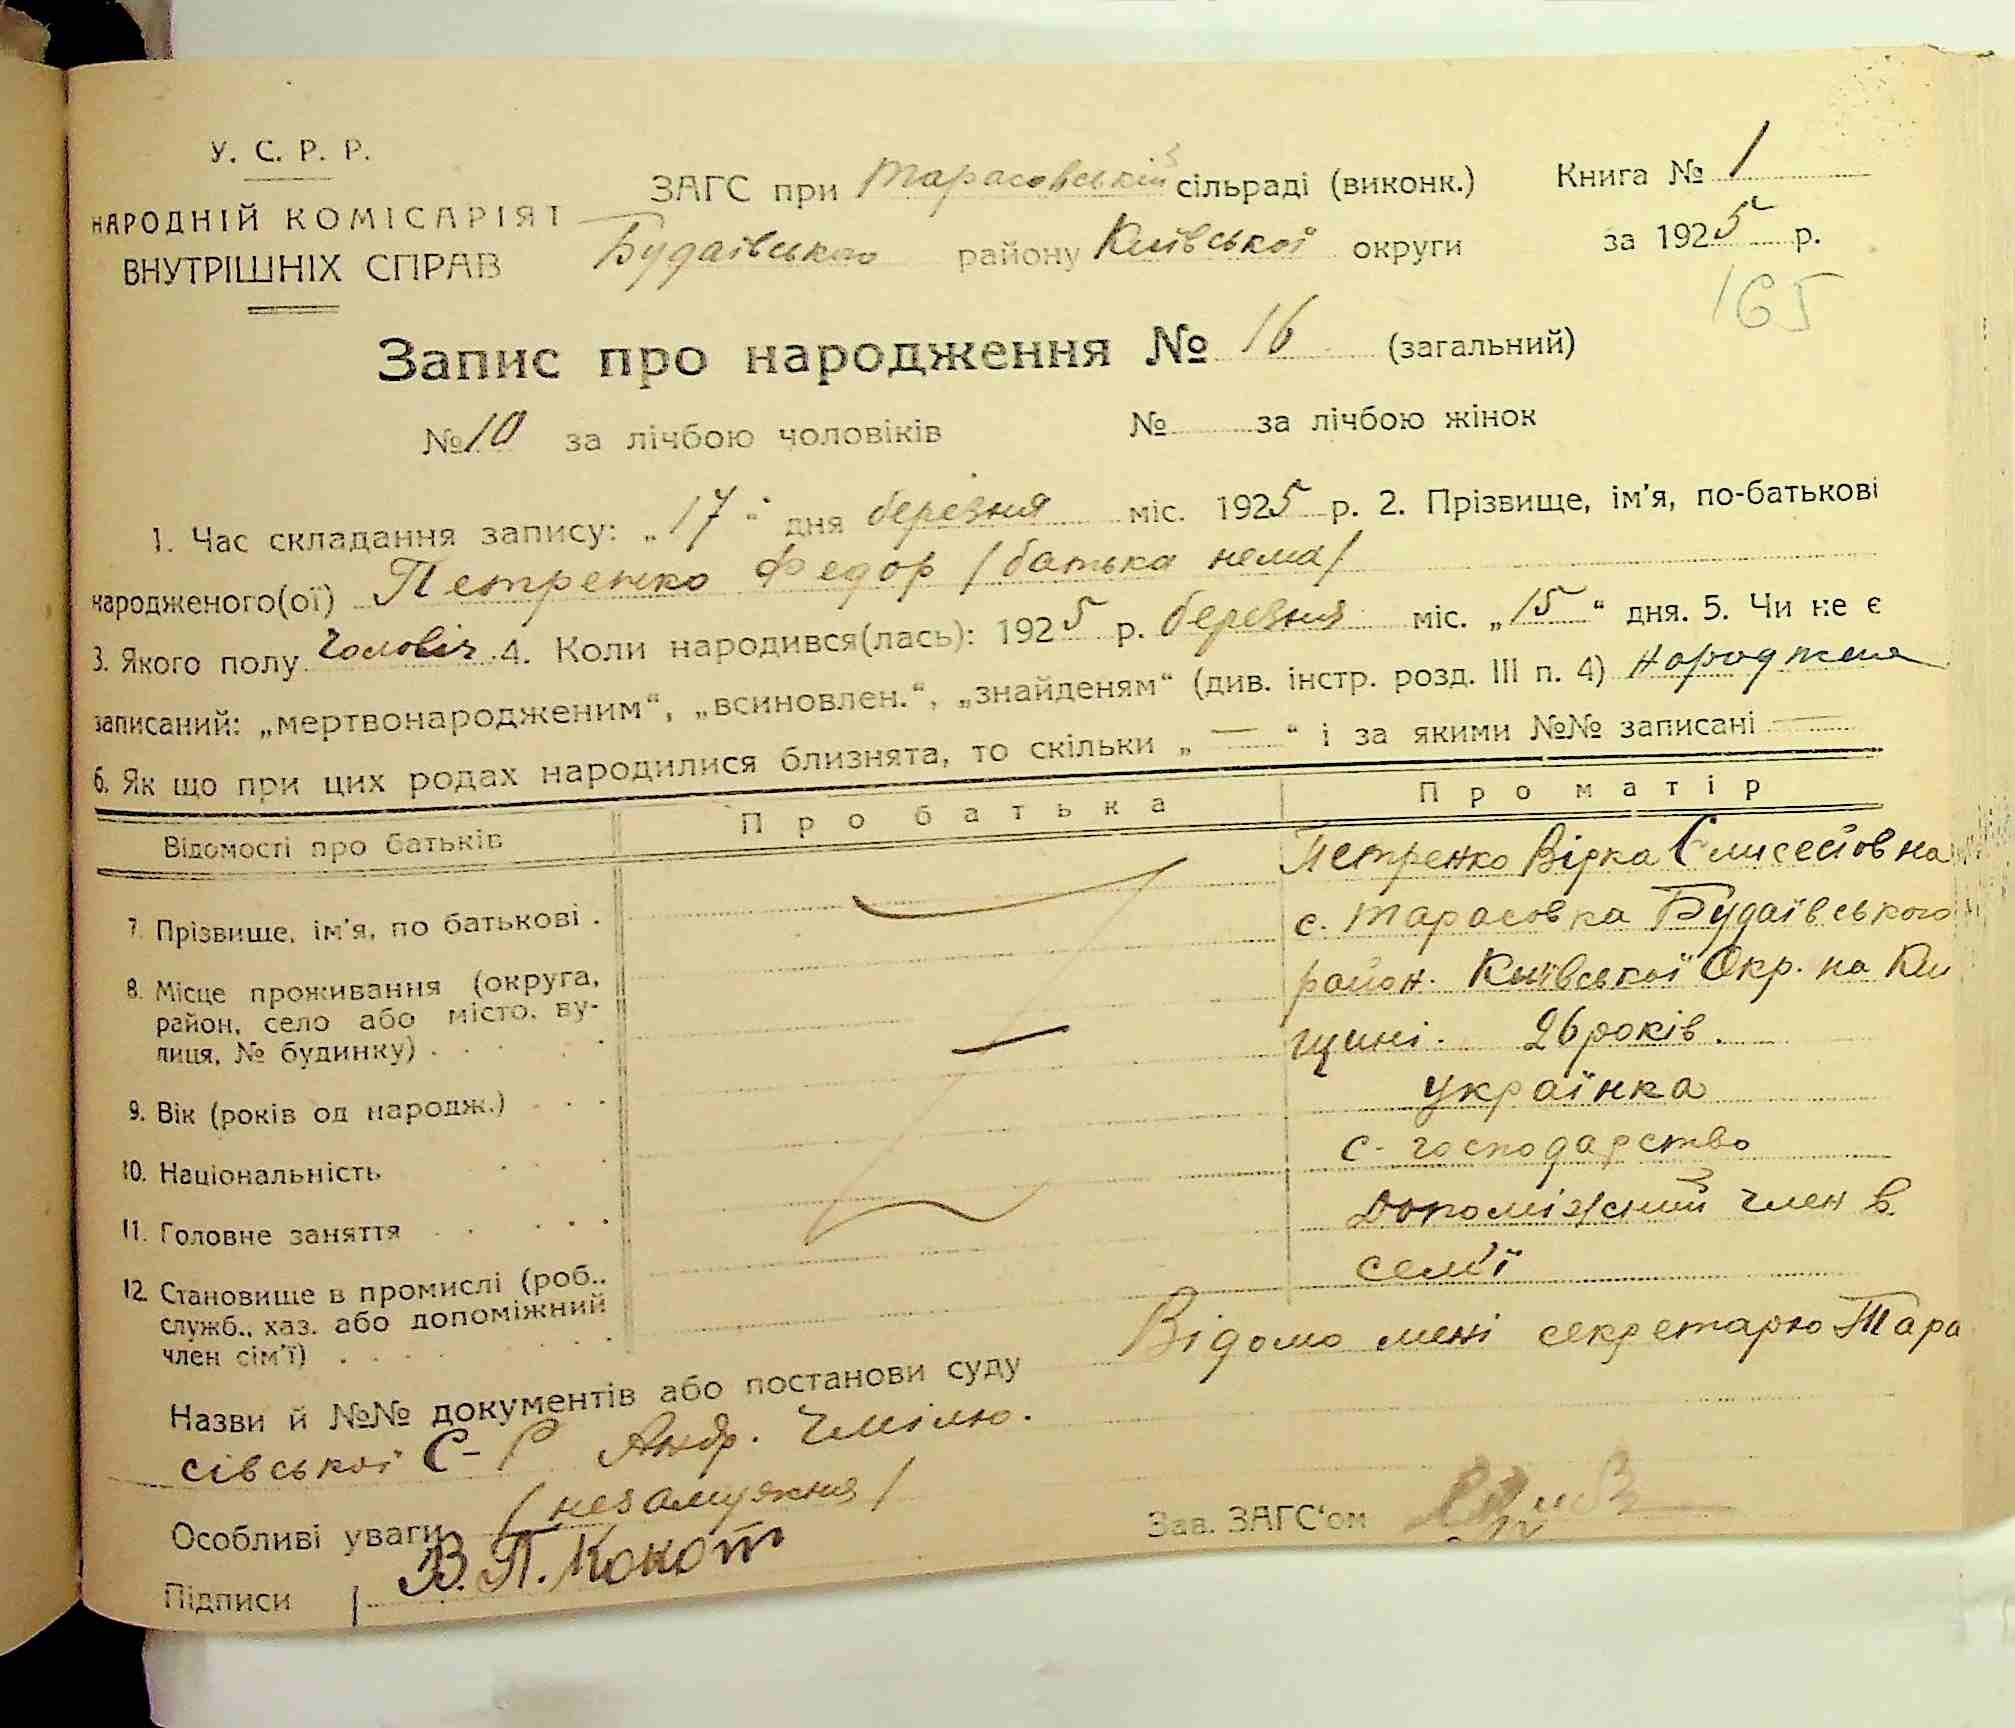 У. С. Р. Р.
НАРОДНІЙ КОМІСАРІЯТ
ВНУТРІШНІХ СПРАВ
ЗАГС при Тарасовській сільраді (виконк.)
Будаівського району Київської округи
Книга № 1
за 1925 р.
165
Запис про народження № 16 (загальний)
№ 10 за лічбою чоловіків № за лічбою жінок
1. Час складання запису: „17“ дня березня міс. 1925 р. 2. Прізвище, ім'я, по-батькові
народженого(ої) Петренко Федор /батька нема/
3. Якого полу чоловіч. 4. Коли народився(лась): 1925 р. березня міс. „15“ дня. 5. Чи не є
записаний: „мертвонародженим“, „всиновлен.“, „знайденям“ (див. інстр. розд. III п. 4) народжена
6. Як що при цих родах народилися близнята, то скільки „—“ і за якими №№ записані —
Відомості про батьків Про батька Про матір
7. Прізвище, ім'я, по батькові . Петренко Вірка Єлисейовна
8. Місце проживання (округа, район, село або місто, ву-
лиця, № будинку) . . .
с. Тарасовка Будаївського
район. Київської Окр. на Ки
щині. 26 років.
9. Вік (років од народж.) . . .
10. Національність українка
11. Головне заняття . . . . с-господарство
12. Становище в промислі (роб.,
служб., хаз. або допоміжний
член сім'ї) . . . . .
Допоміжний член в.
семї
Назви й №№ документів або постанови суду Відомо мені секретарю Тара
сівської С-Р Андр. Чмілю.
Особливі уваги /незамужня/
Підписи В. П. Конот
Зав. ЗАГС'ом